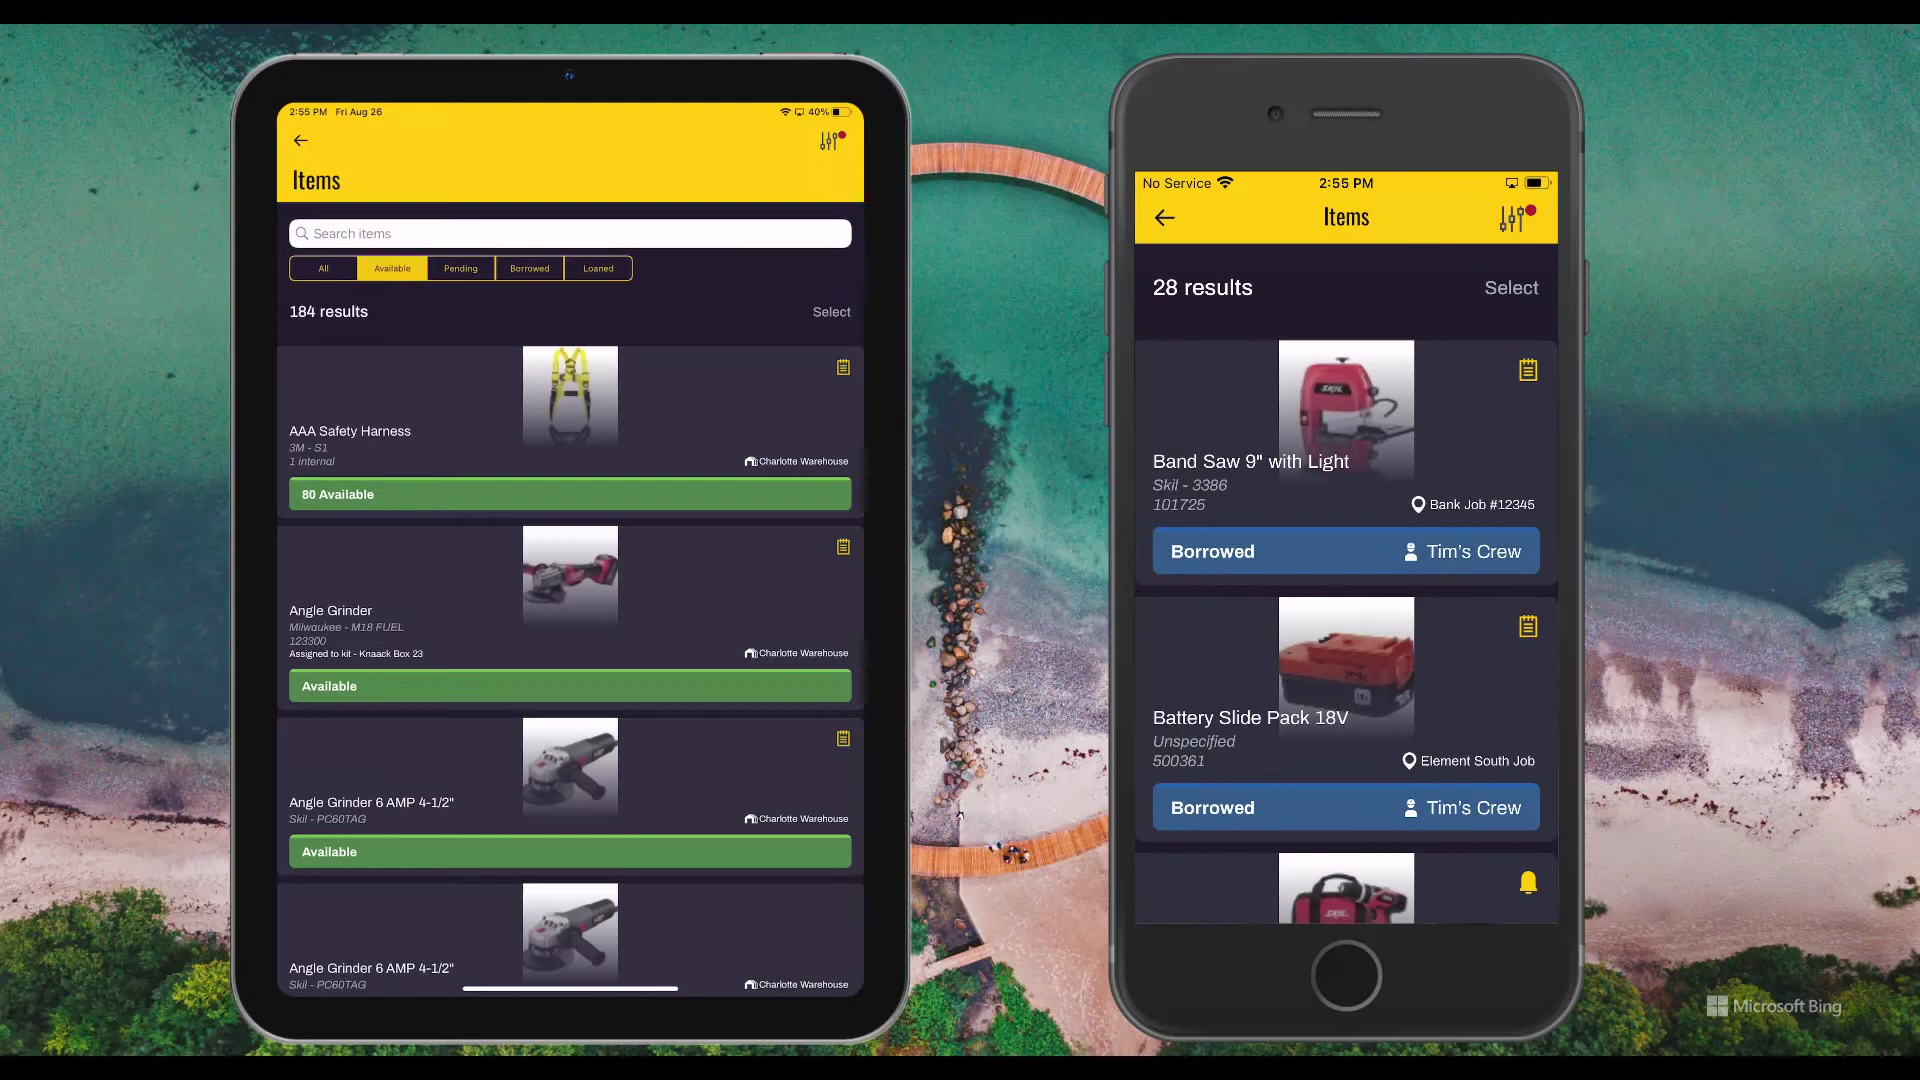 2:55 PM Fri Aug 26
40%
Items
Search items
All Available Pending Borrowed Loaned
184 results Select
AAA Safety Harness
3M - S1
1 internal
Charlotte Warehouse
80 Available
Angle Grinder
Milwaukee - M18 FUEL
123300
Assigned to kit - Knaack Box 23
Charlotte Warehouse
Available
Angle Grinder 6 AMP 4-1/2"
Skil - PC60TAG
Charlotte Warehouse
Available
Angle Grinder 6 AMP 4-1/2"
Skil - PC60TAG
Charlotte Warehouse
No Service 2:55 PM
Items
28 results Select
SKIL
Band Saw 9" with Light
Skil - 3386
101725
Bank Job #12345
Borrowed Tim's Crew
Battery Slide Pack 18V
Unspecified
500361
Element South Job
Borrowed Tim's Crew
SKIL
Microsoft Bing